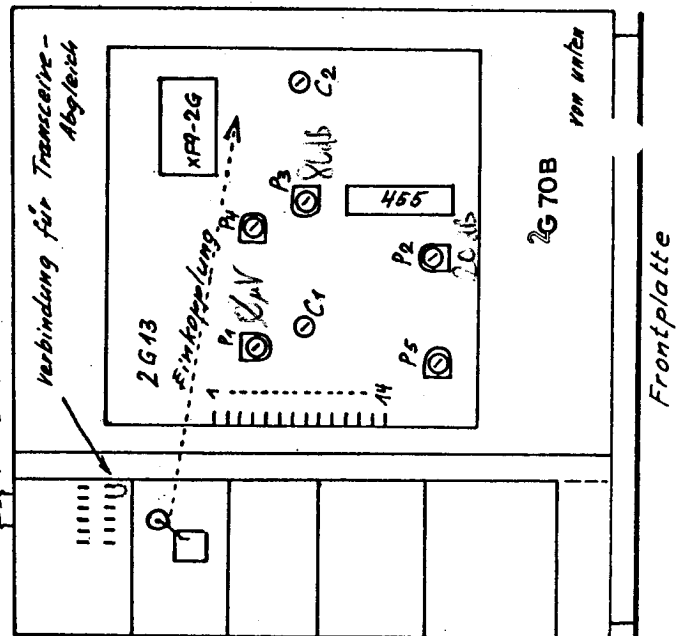 Verbindung für Transceive-
Abgleich
XF9-2G
C2
P3
455
P4
Einkopplung
P2
2G13
P1
C1
P5
1
14
2G70B
von unten
Frontplatte